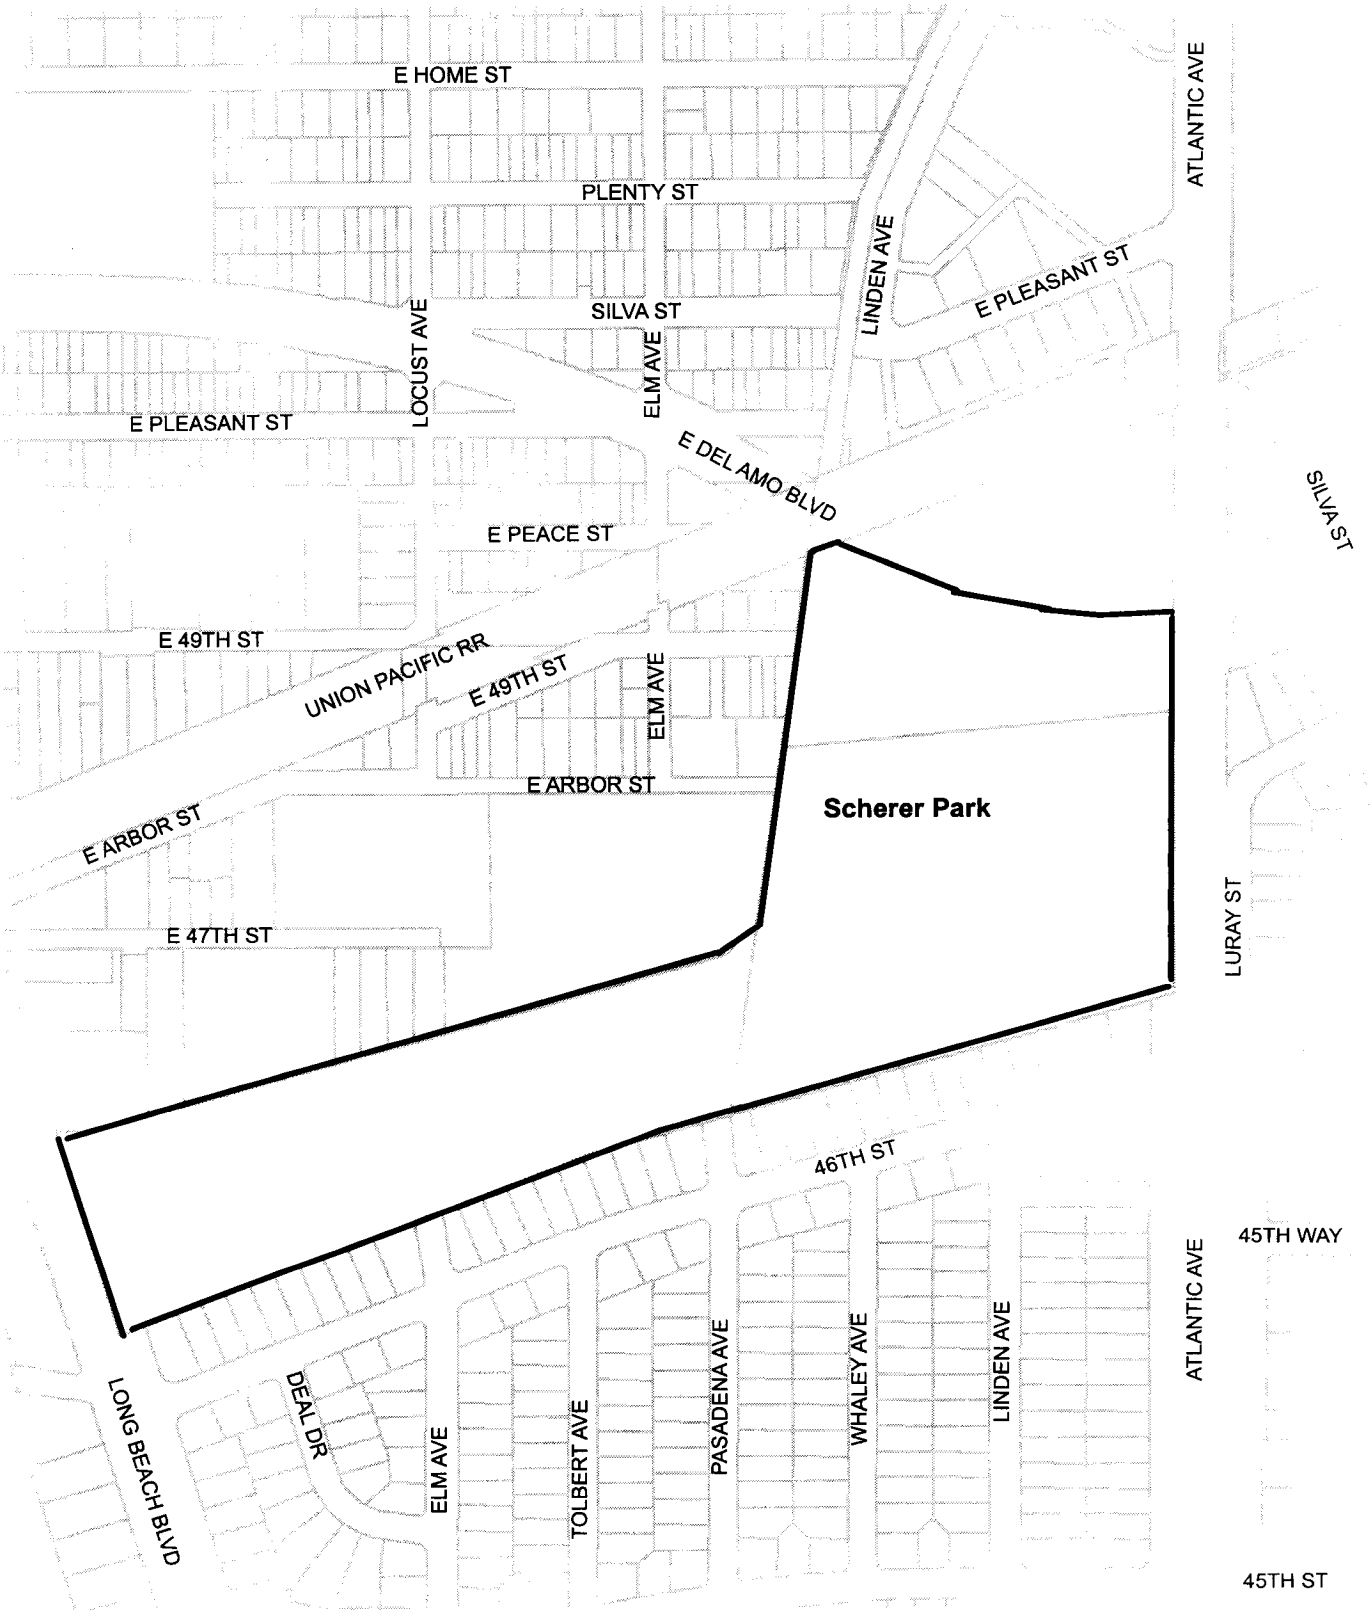 E HOME ST
ATLANTIC AVE
PLENTY ST
LINDEN AVE
E PLEASANT ST
SILVA ST
LOCUST AVE
ELM AVE
E PLEASANT ST
E DEL AMO BLVD
SILVA ST
E PEACE ST
E 49TH ST
UNION PACIFIC RR
E 49TH ST
ELM AVE
E ARBOR ST
Scherer Park
E ARBOR ST
LURAY ST
E 47TH ST
46TH ST
45TH WAY
ATLANTIC AVE
LINDEN AVE
WHALEY AVE
PASADENA AVE
DEAL DR
LONG BEACH BLVD
ELM AVE
TOLBERT AVE
45TH ST